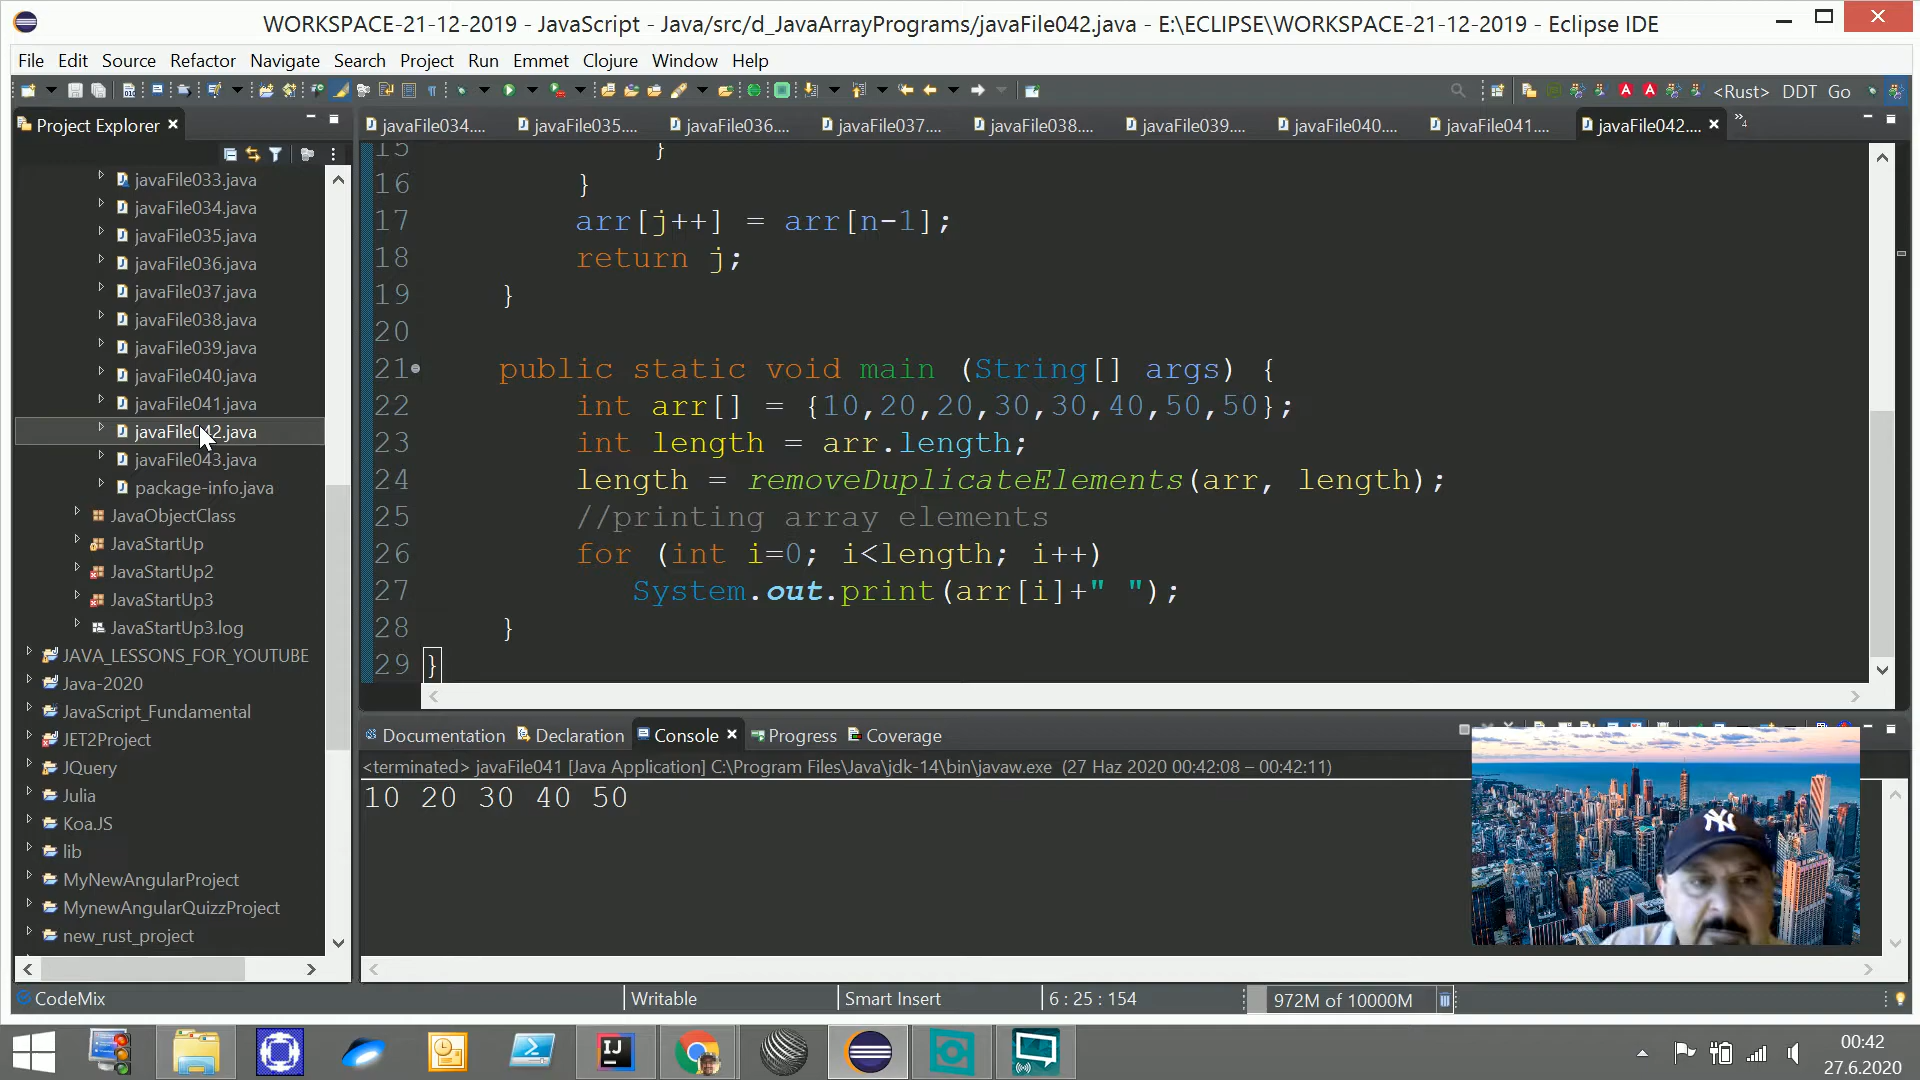 WORKSPACE-21-12-2019 - JavaScript - Java/src/d_JavaArrayPrograms/javaFile042.java - E:\ECLIPSE\WORKSPACE-21-12-2019 - Eclipse IDE
File Edit Source Refactor Navigate Search Project Run Emmet Clojure Window Help
<Rust> DDT Go
Project Explorer
javaFile034.... javaFile035.... javaFile036.... javaFile037.... javaFile038.... javaFile039.... javaFile040.... javaFile041.... javaFile042.... 4
javaFile033.java
javaFile034.java
javaFile035.java
javaFile036.java
javaFile037.java
javaFile038.java
javaFile039.java
javaFile040.java
javaFile041.java
javaFile042.java
javaFile043.java
package-info.java
JavaObjectClass
JavaStartUp
JavaStartUp2
JavaStartUp3
JavaStartUp3.log
JAVA_LESSONS_FOR_YOUTUBE
Java-2020
JavaScript_Fundamental
JET2Project
JQuery
Julia
Koa.JS
lib
MyNewAngularProject
MynewAngularQuizzProject
new_rust_project
15 }
16 }
17 arr[j++] = arr[n-1];
18 return j;
19 }
20
21 public static void main (String[] args) {
22 int arr[] = {10,20,20,30,30,40,50,50};
23 int length = arr.length;
24 length = removeDuplicateElements(arr, length);
25 //printing array elements
26 for (int i=0; i<length; i++)
27 System.out.print(arr[i]+" ");
28 }
29 }
Documentation Declaration Console Progress Coverage
<terminated> javaFile041 [Java Application] C:\Program Files\Java\jdk-14\bin\javaw.exe (27 Haz 2020 00:42:08 – 00:42:11)
10 20 30 40 50
NY
CodeMix Writable Smart Insert 6 : 25 : 154 972M of 10000M
IJ
00:42
27.6.2020